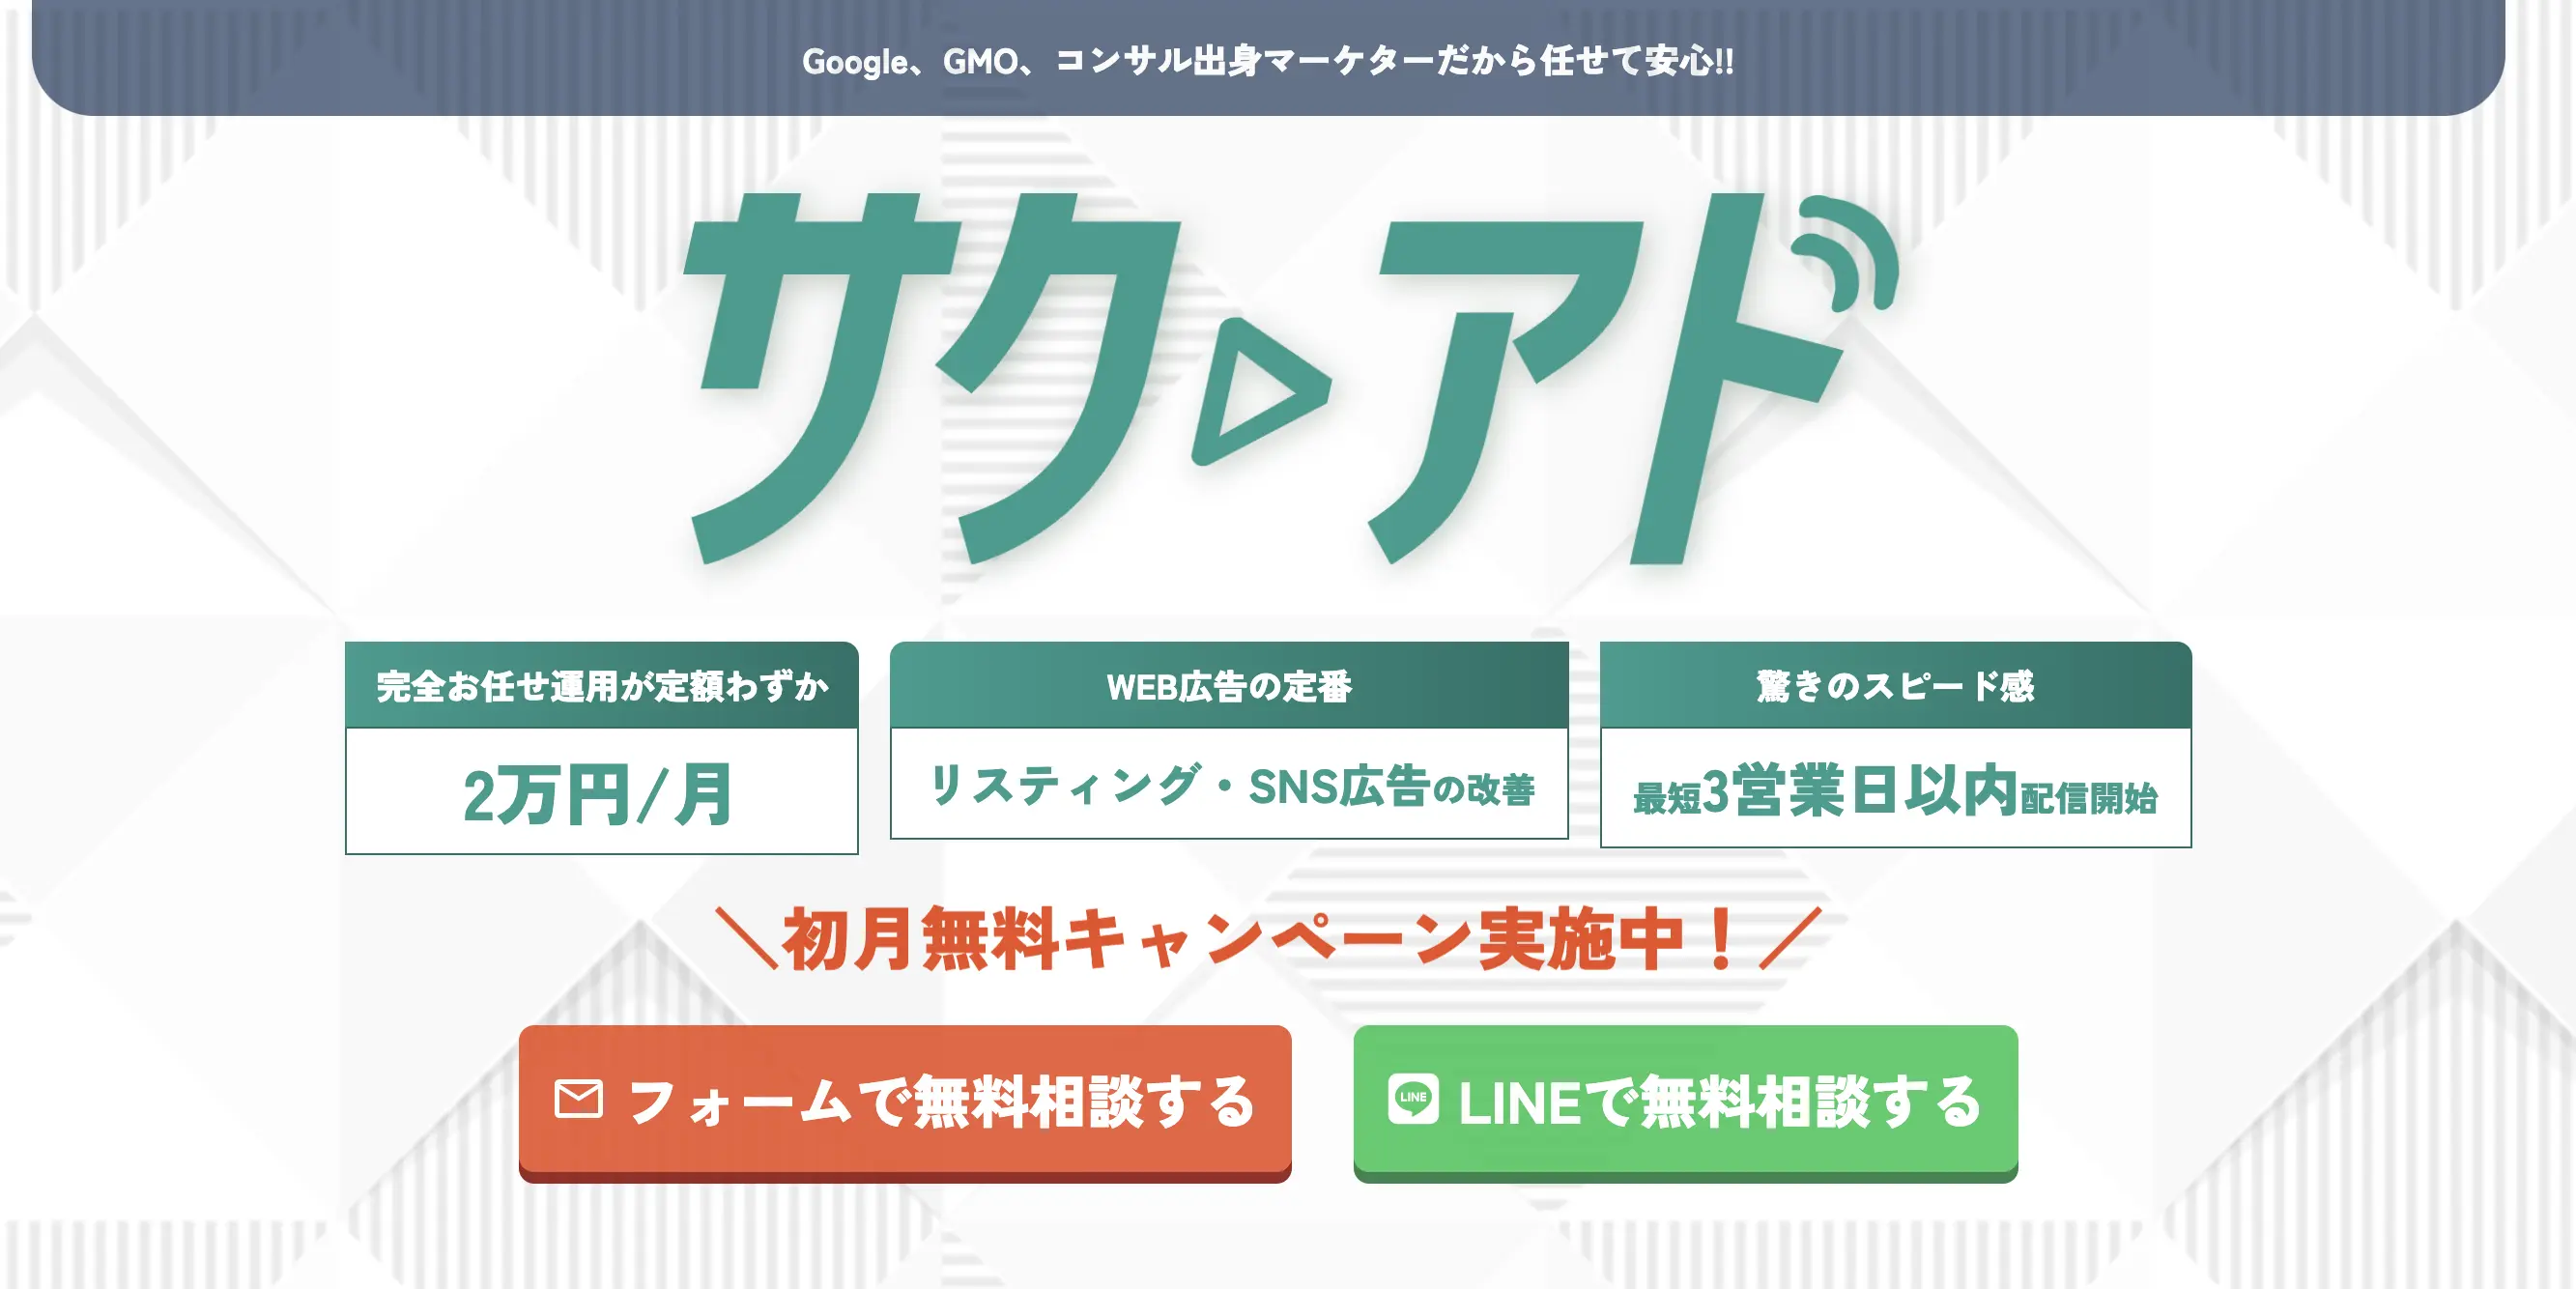 Google、GMO、コンサル出身マーケターだから任せて安心!!
サクアド
完全お任せ運用が定額わずか
2万円/月
WEB広告の定番
リスティング・SNS広告の改善
驚きのスピード感
最短3営業日以内配信開始
＼初月無料キャンペーン実施中！／
フォームで無料相談する
LINE
LINEで無料相談する